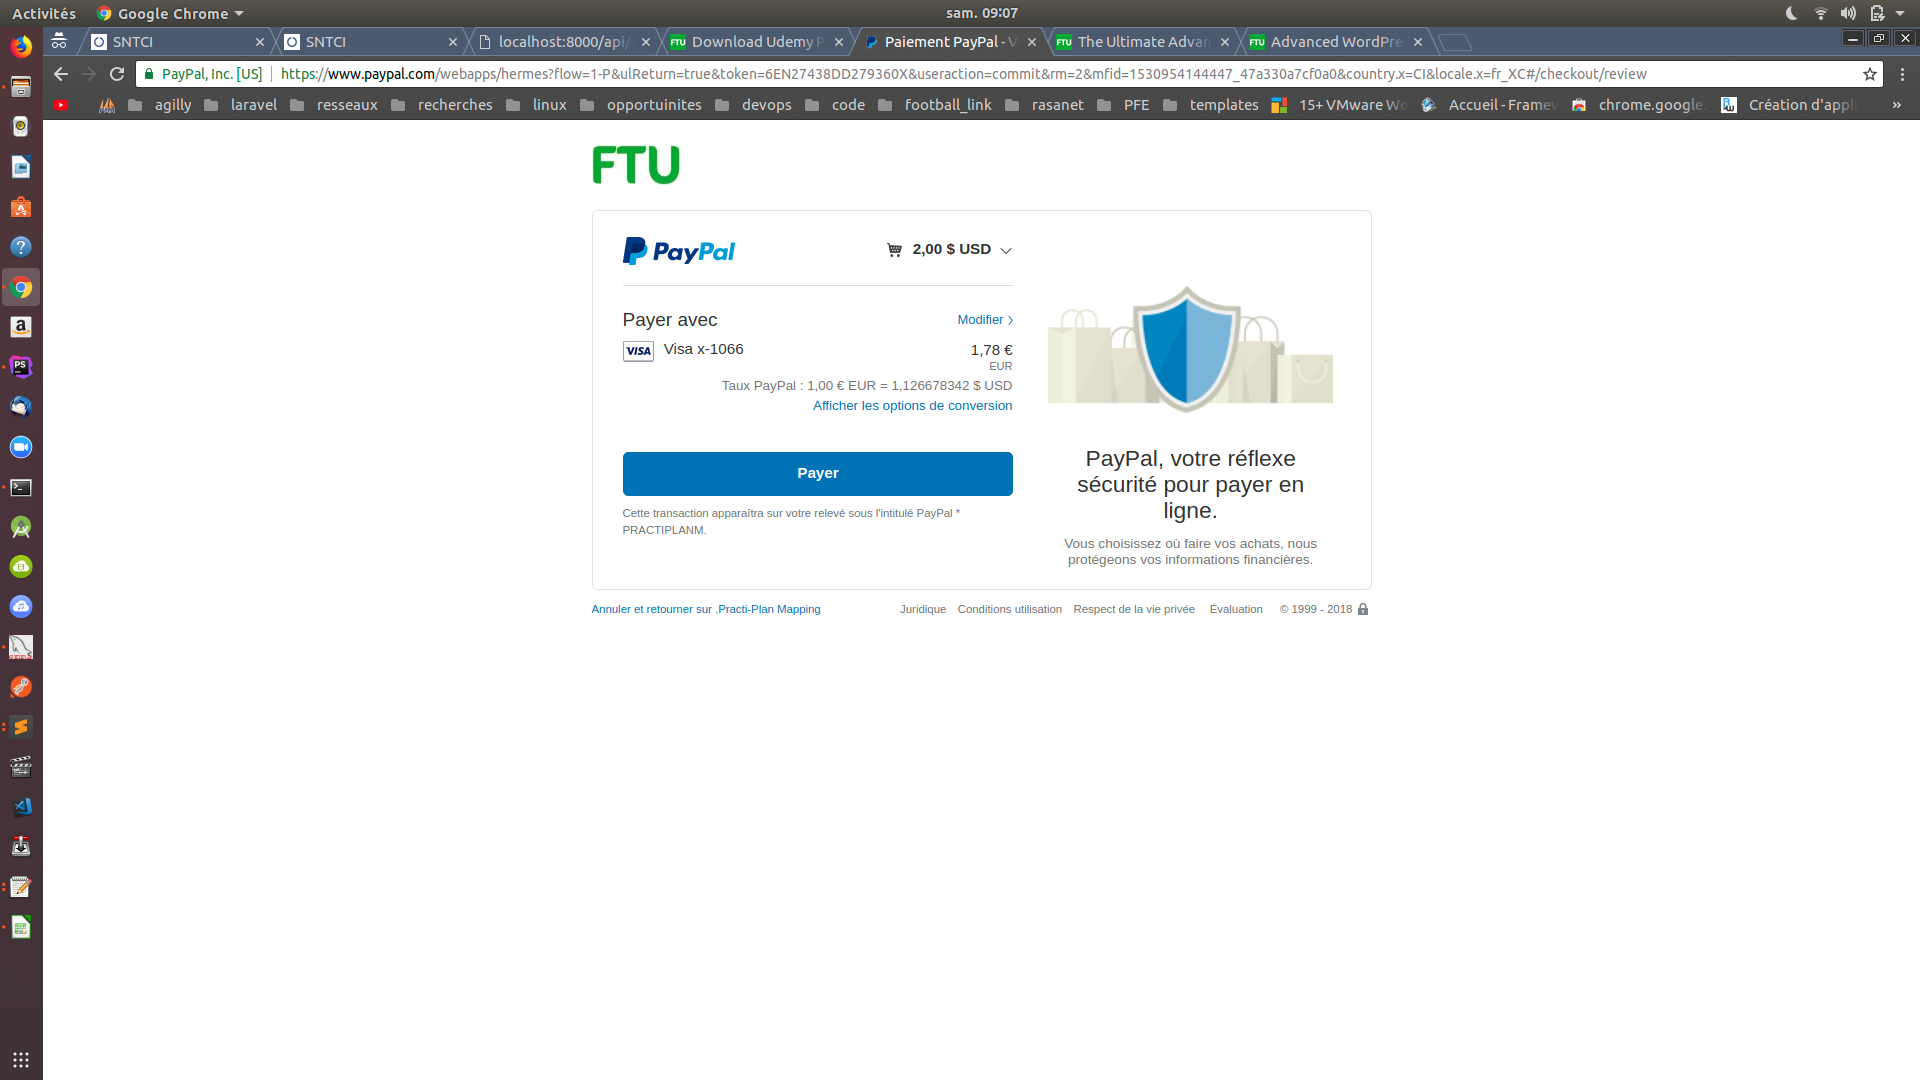 Activités
Google Chrome
sam. 09:07
SNTCI
SNTCI
localhost:8000/api/
FTU Download Udemy P
Paiement PayPal - V
FTU The Ultimate Advan
FTU Advanced WordPre
PayPal, Inc. [US]
https://www.paypal.com/webapps/hermes?flow=1-P&ulReturn=true&token=6EN27438DD279360X&useraction=commit&rm=2&mfid=1530954144447_47a330a7cf0a0&country.x=CI&locale.x=fr_XC#/checkout/review
agilly laravel resseaux recherches linux opportuinites devops code football_link rasanet PFE templates 15+ VMware Wo Accueil - Framew chrome.google. Création d'appli »
FTU
PayPal
2,00 $ USD
Payer avec
Modifier
VISA Visa x-1066
1,78 €
EUR
Taux PayPal : 1,00 € EUR = 1,126678342 $ USD
Afficher les options de conversion
Payer
Cette transaction apparaîtra sur votre relevé sous l'intitulé PayPal *
PRACTIPLANM.
PayPal, votre réflexe
sécurité pour payer en
ligne.
Vous choisissez où faire vos achats, nous
protégeons vos informations financières.
Annuler et retourner sur .Practi-Plan Mapping
Juridique Conditions utilisation Respect de la vie privée Évaluation © 1999 - 2018